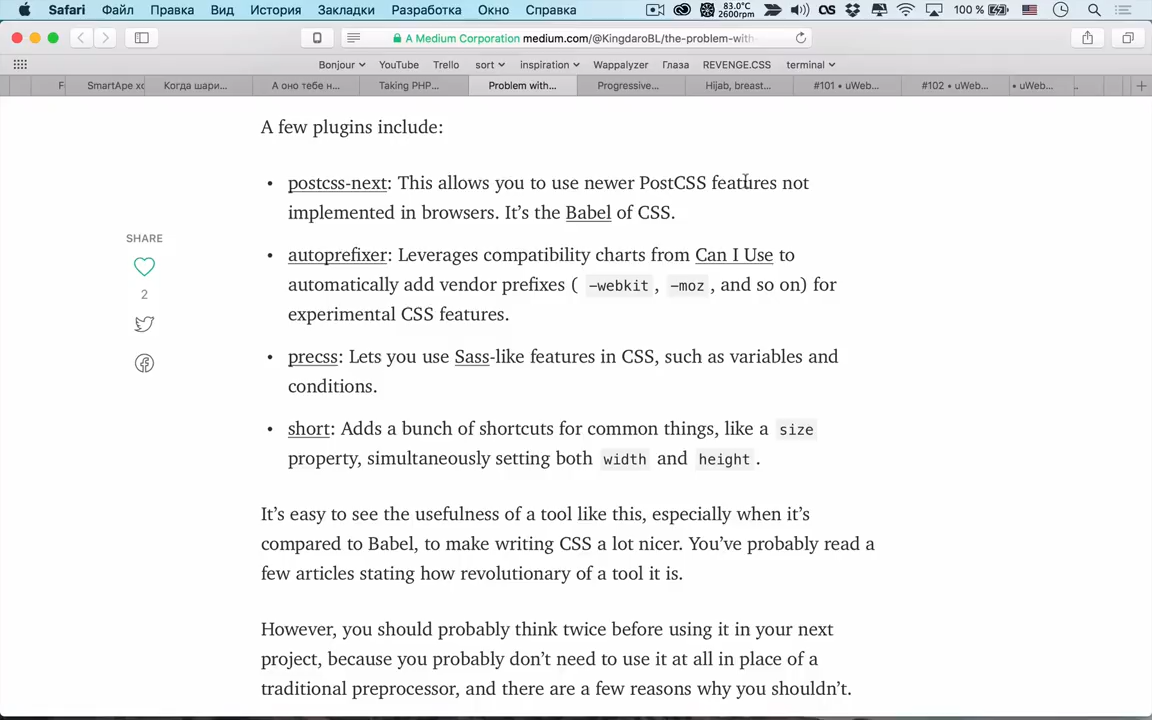 Safari Файл Правка Вид История Закладки Разработка Окно Справка 83.0°C 2600rpm 100 %
A Medium Corporation medium.com/@KingdaroBL/the-problem-with-
Bonjour YouTube Trello sort inspiration Wappalyzer Глаза REVENGE.CSS terminal
F SmartApe хо Когда шари... А оно тебе н... Taking PHP... Problem with... Progressive... Hijab, breast... #101 • uWeb... #102 • uWeb... • uWeb... ..
A few plugins include:
• postcss-next: This allows you to use newer PostCSS features not
implemented in browsers. It’s the Babel of CSS.
SHARE
2
• autoprefixer: Leverages compatibility charts from Can I Use to
automatically add vendor prefixes ( -webkit, -moz, and so on) for
experimental CSS features.
• precss: Lets you use Sass-like features in CSS, such as variables and
conditions.
• short: Adds a bunch of shortcuts for common things, like a size
property, simultaneously setting both width and height.
It’s easy to see the usefulness of a tool like this, especially when it’s
compared to Babel, to make writing CSS a lot nicer. You’ve probably read a
few articles stating how revolutionary of a tool it is.
However, you should probably think twice before using it in your next
project, because you probably don’t need to use it at all in place of a
traditional preprocessor, and there are a few reasons why you shouldn’t.